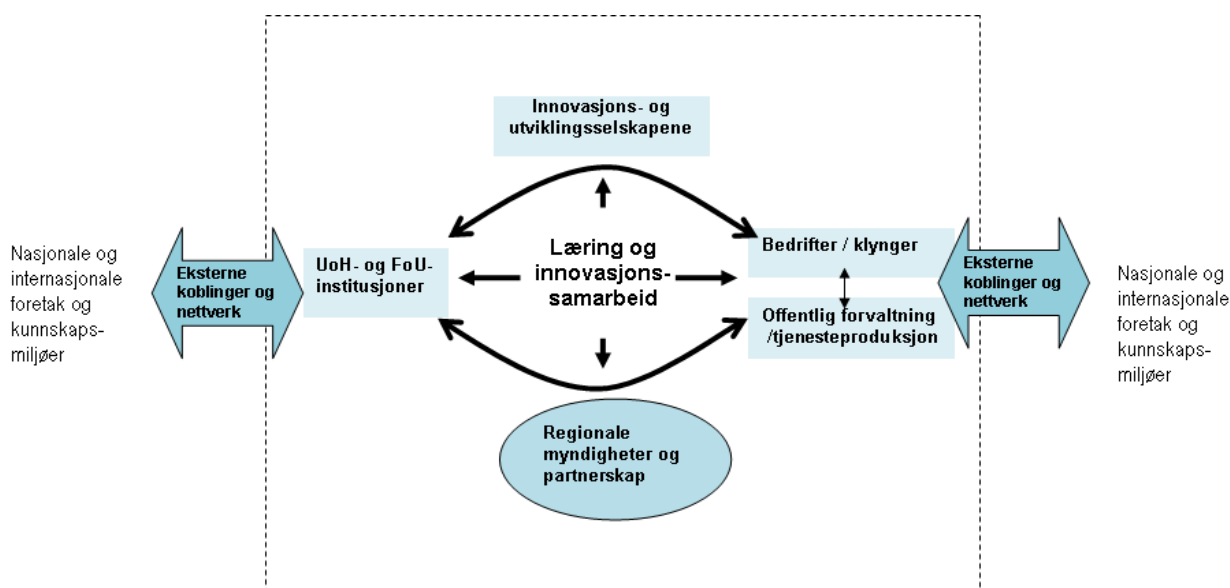 Innovasjons- og
utviklingsselskapene
Nasjonale og
internasjonale
foretak og
kunnskaps-
miljøer
Eksterne
koblinger og
nettverk
UoH- og FoU-
institusjoner
Læring og
innovasjons-
samarbeid
Bedrifter / klynger
Offentlig forvaltning
/tjenesteproduksjon
Eksterne
koblinger og
nettverk
Nasjonale og
internasjonale
foretak og
kunnskaps-
miljøer
Regionale
myndigheter og
partnerskap